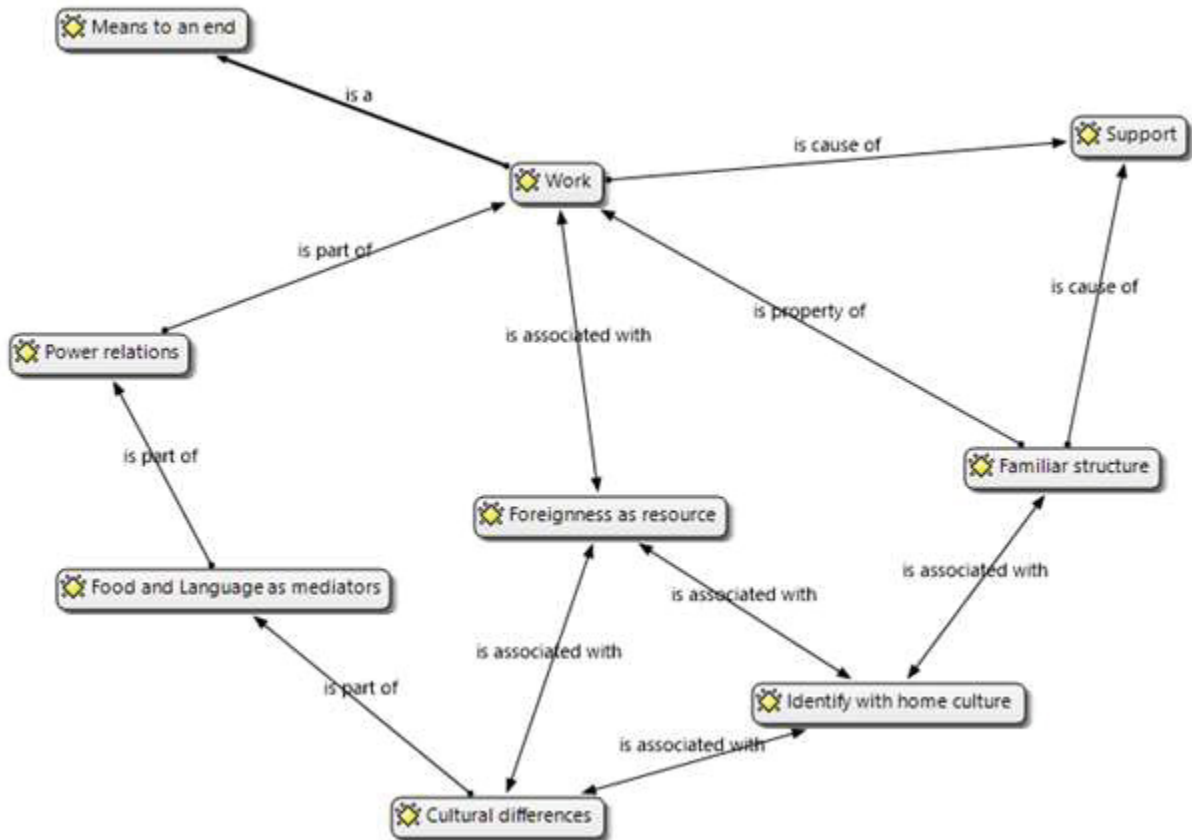 Means to an end
is a
Support
is cause of
Work
is part of
is cause of
is property of
is associated with
Power relations
is part of
Familiar structure
Foreignness as resource
is associated with
Food and Language as mediators
is associated with
is associated with
is part of
Identify with home culture
is associated with
Cultural differences